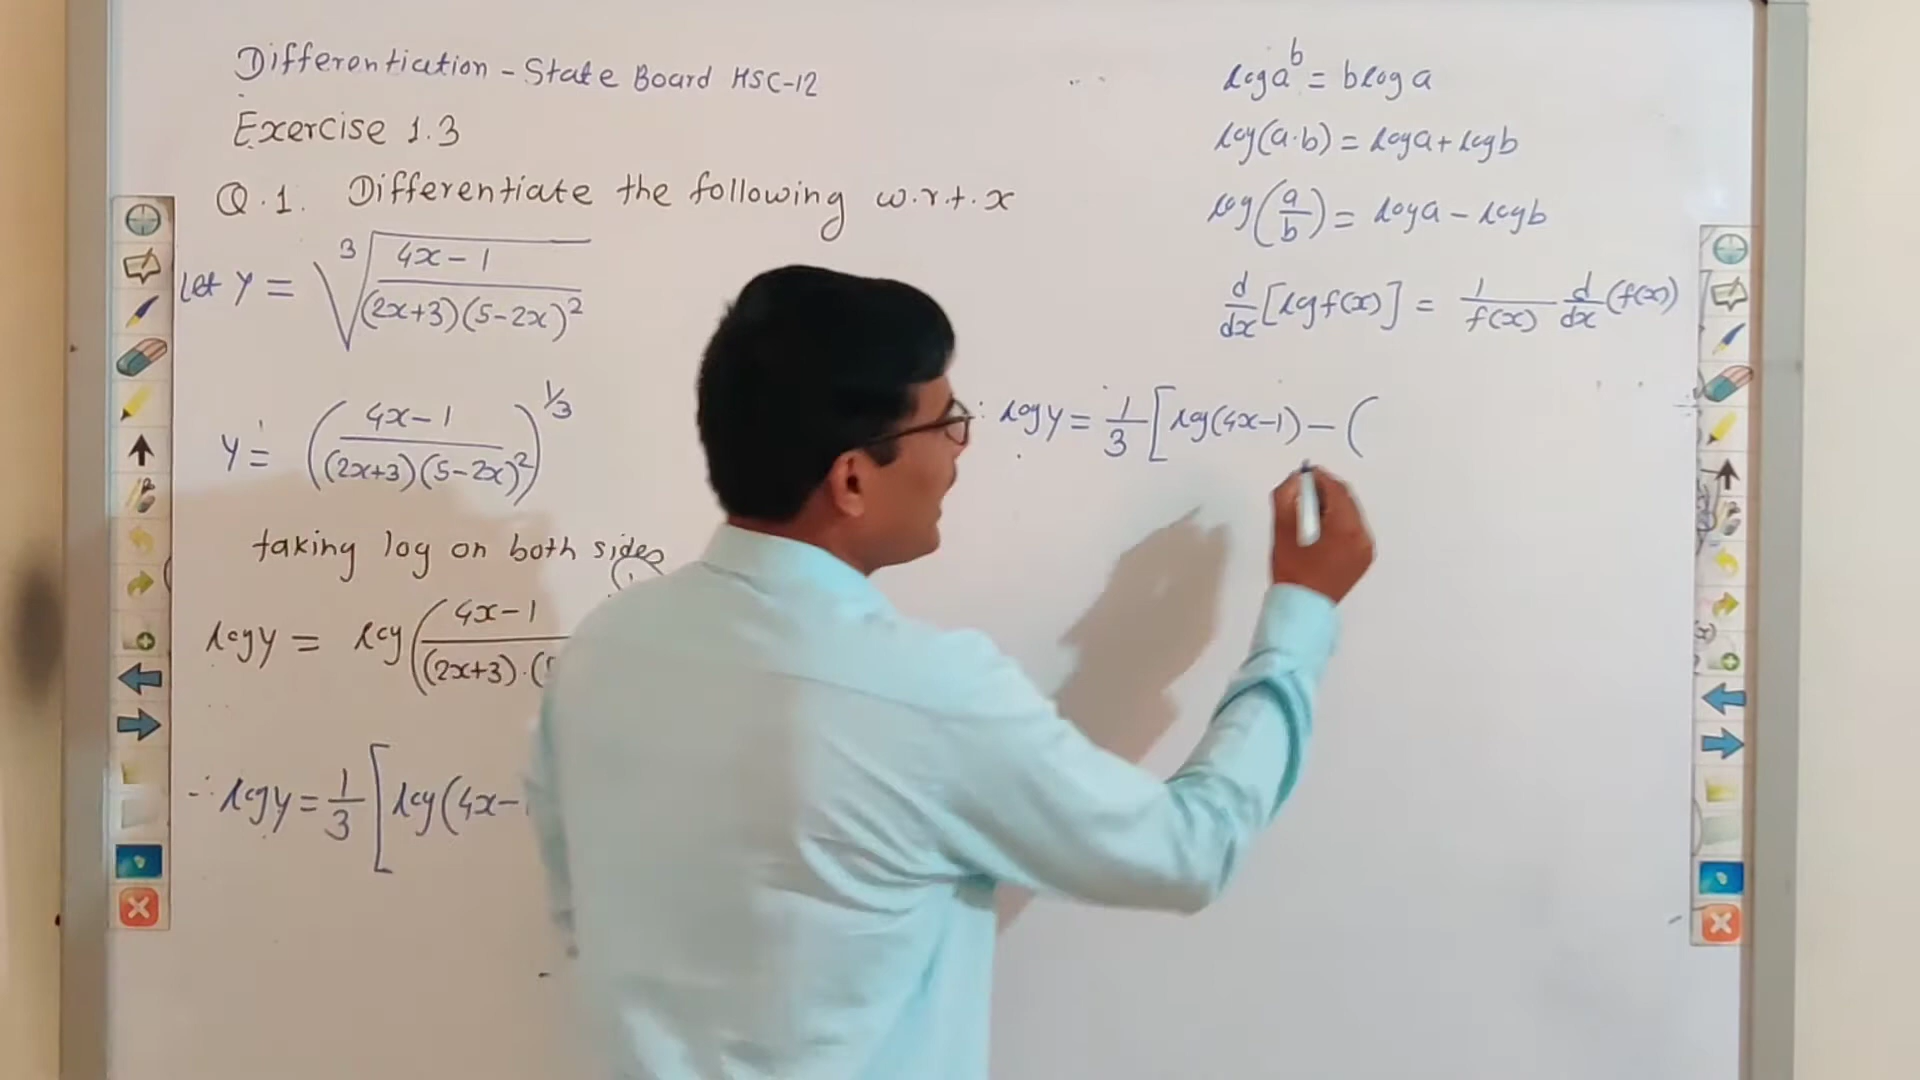 Differentiation - State Board HSC-12
Exercise 1.3
Q.1. Differentiate the following w.r.t. x
Let y = ∛((4x-1)/((2x+3)(5-2x)²))
y = ((4x-1)/((2x+3)(5-2x)²))^(1/3)
taking log on both sides
log y = log((4x-1)/((2x+3)·(5
∴ log y = 1/3 [log(4x-
log a^b = b log a
log(a·b) = log a + log b
log(a/b) = log a - log b
d/dx [log f(x)] = 1/f(x) d/dx (f(x))
∴ log y = 1/3 [log(4x-1) - (